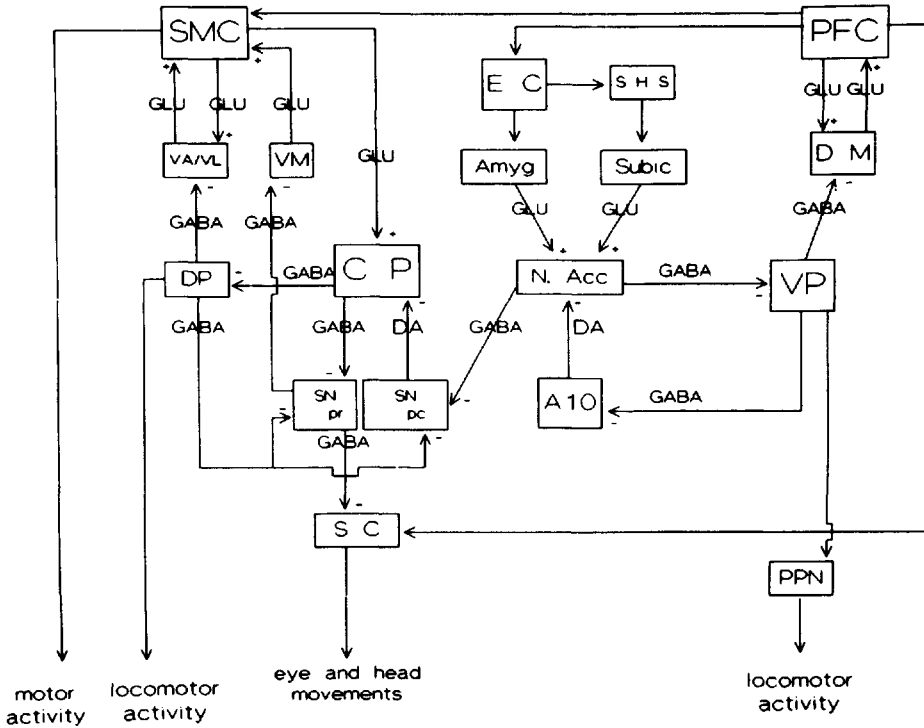 SMC
PFC
E C
S H S
GLU
GLU
GLU
GLU
GLU
VA/VL
VM
GLU
Amyg
Subic
D M
GABA
GABA
GLU
GLU
GABA
DP
GABA
C P
N. Acc
GABA
VP
GABA
GABA
DA
GABA
DA
SN
pr
SN
pc
A10
GABA
GABA
S C
PPN
motor
activity
locomotor
activity
eye and head
movements
locomotor
activity